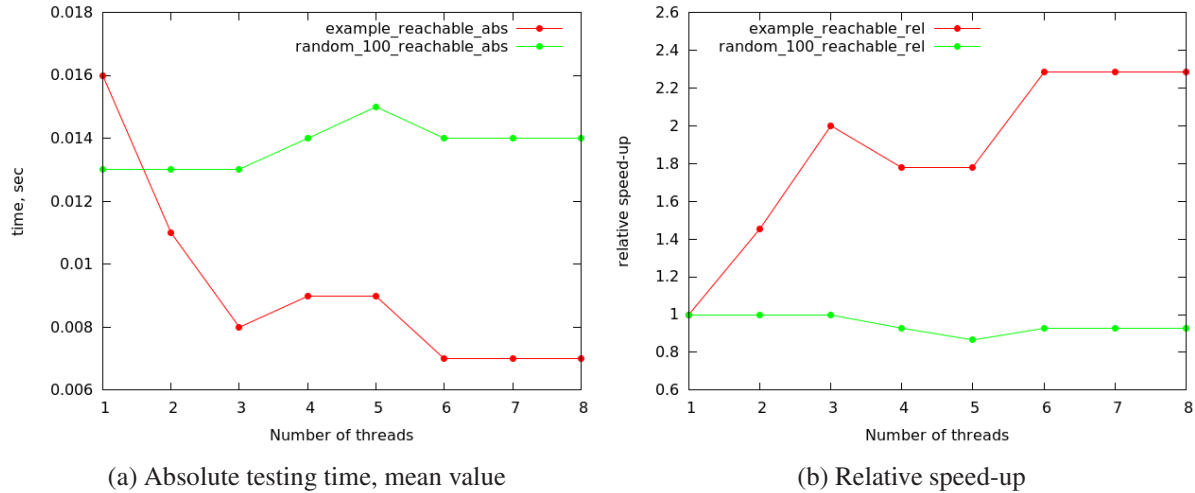 0.018
0.016
0.014
0.012
0.01
0.008
0.006
time, sec
1 2 3 4 5 6 7 8
Number of threads
example_reachable_abs
random_100_reachable_abs
(a) Absolute testing time, mean value
2.6
2.4
2.2
2
1.8
1.6
1.4
1.2
1
0.8
0.6
relative speed-up
1 2 3 4 5 6 7 8
Number of threads
example_reachable_rel
random_100_reachable_rel
(b) Relative speed-up